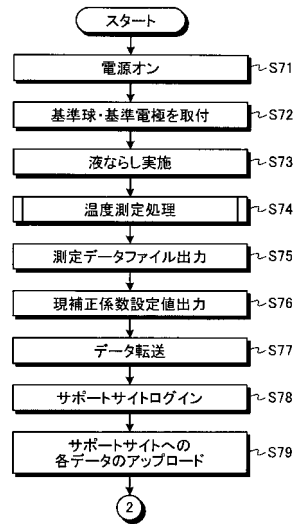 スタート
電源オン
S71
基準球・基準電極を取付
S72
液ならし実施
S73
温度測定処理
S74
測定データファイル出力
S75
現補正係数設定値出力
S76
データ転送
S77
サポートサイトログイン
S78
サポートサイトへの
各データのアップロード
S79
2